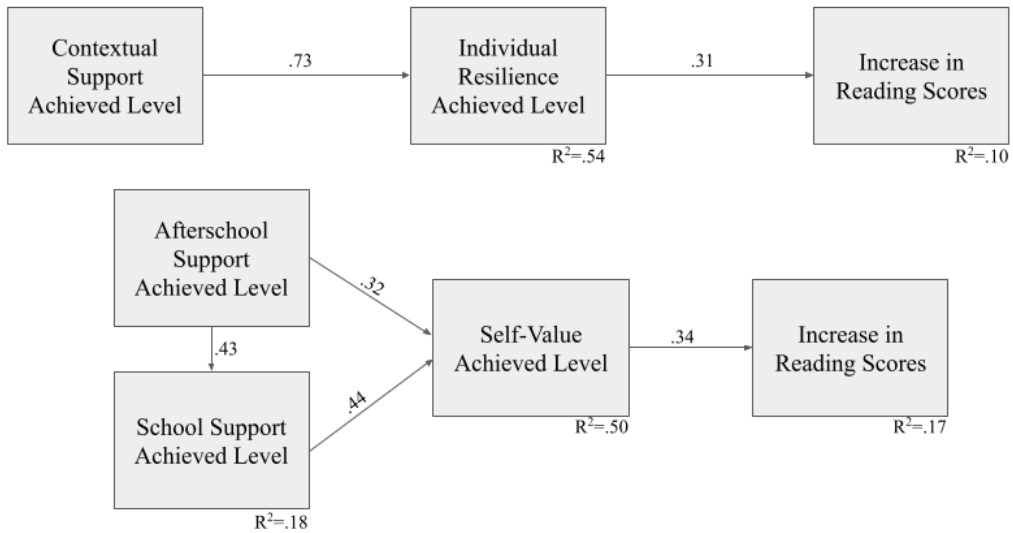 Contextual
Support
Achieved Level
.73
Individual
Resilience
Achieved Level
R²=.54
.31
Increase in
Reading Scores
R²=.10
Afterschool
Support
Achieved Level
.32
.43
School Support
Achieved Level
R²=.18
.44
Self-Value
Achieved Level
R²=.50
.34
Increase in
Reading Scores
R²=.17